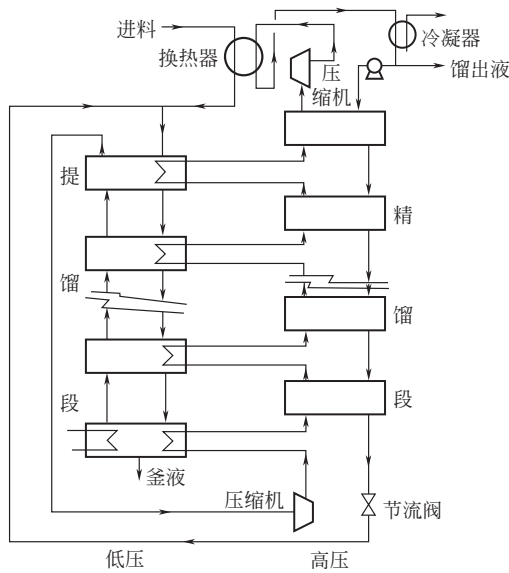 进料
换热器
冷凝器
馏出液
压
缩机
提
馏
段
精
馏
段
釜液
压缩机
节流阀
低压
高压